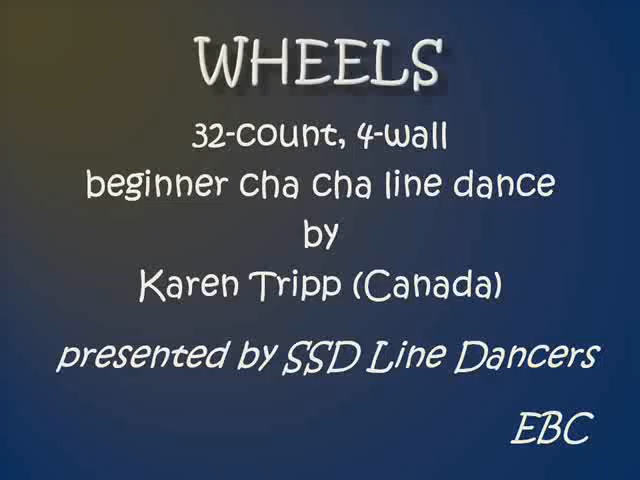 WHEELS
32-count, 4-wall
beginner cha cha line dance
by
Karen Tripp (Canada)
presented by SSD Line Dancers
EBC